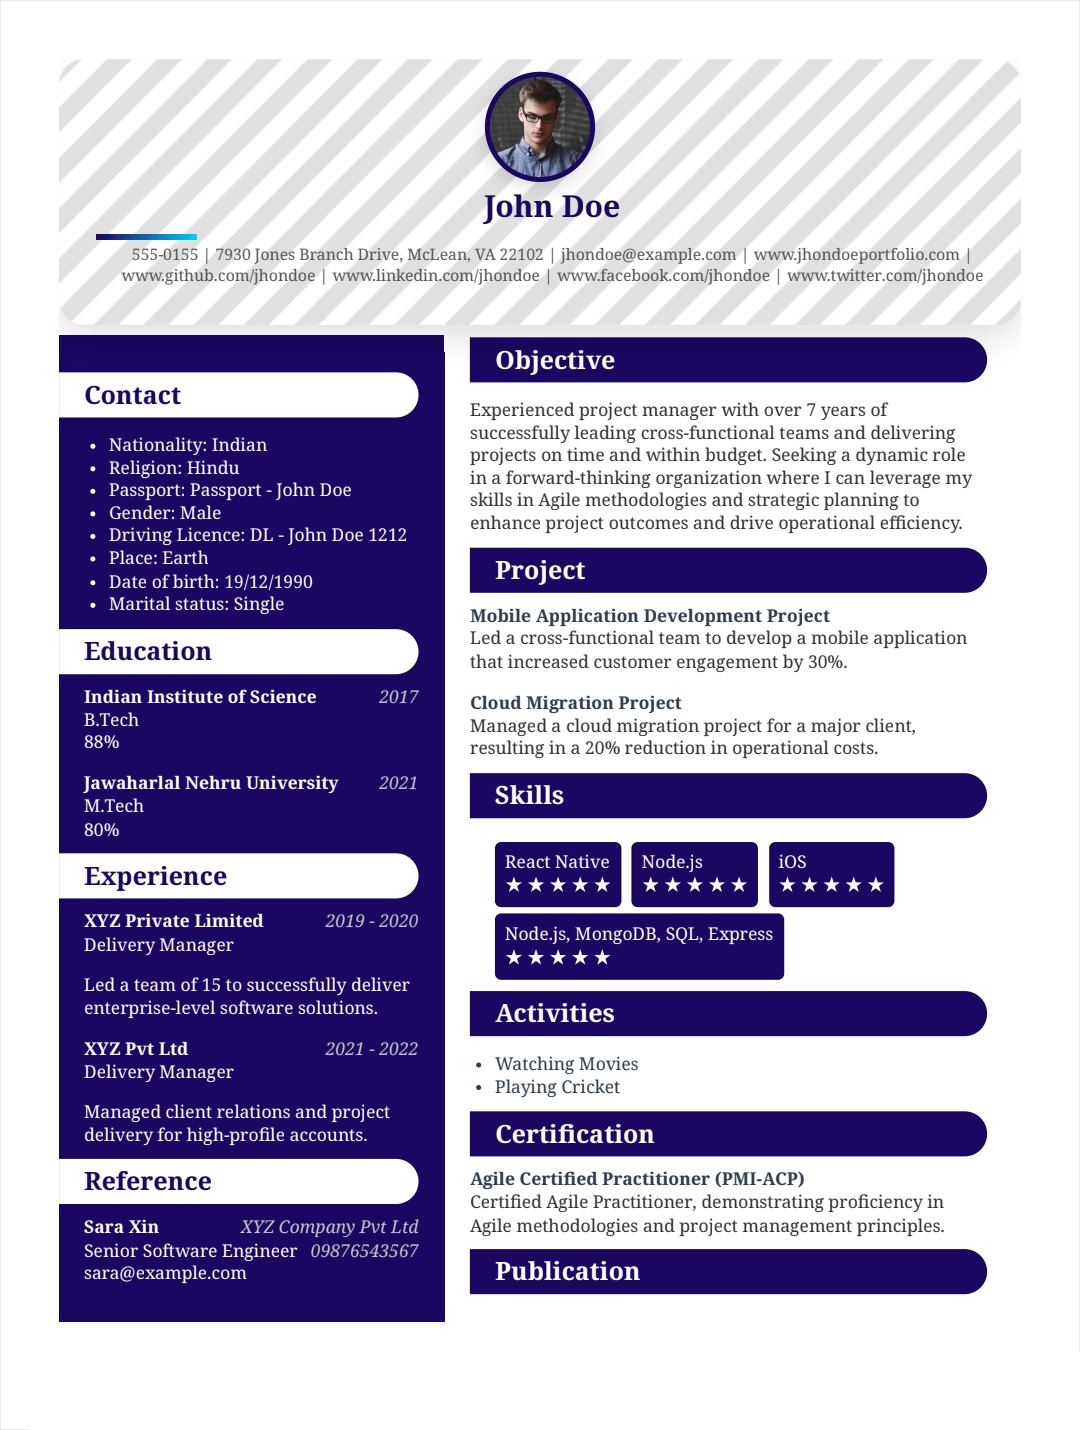 John Doe
555-0155 | 7930 Jones Branch Drive, McLean, VA 22102 | jhondoe@example.com | www.jhondoeportfolio.com |
www.github.com/jhondoe | www.linkedin.com/jhondoe | www.facebook.com/jhondoe | www.twitter.com/jhondoe
Contact
• Nationality: Indian
• Religion: Hindu
• Passport: Passport - John Doe
• Gender: Male
• Driving Licence: DL - John Doe 1212
• Place: Earth
• Date of birth: 19/12/1990
• Marital status: Single
Education
Indian Institute of Science 2017
B.Tech
88%
Jawaharlal Nehru University 2021
M.Tech
80%
Experience
XYZ Private Limited 2019 - 2020
Delivery Manager
Led a team of 15 to successfully deliver
enterprise-level software solutions.
XYZ Pvt Ltd 2021 - 2022
Delivery Manager
Managed client relations and project
delivery for high-profile accounts.
Reference
Sara Xin XYZ Company Pvt Ltd
Senior Software Engineer 09876543567
sara@example.com
Objective
Experienced project manager with over 7 years of
successfully leading cross-functional teams and delivering
projects on time and within budget. Seeking a dynamic role
in a forward-thinking organization where I can leverage my
skills in Agile methodologies and strategic planning to
enhance project outcomes and drive operational efficiency.
Project
Mobile Application Development Project
Led a cross-functional team to develop a mobile application
that increased customer engagement by 30%.
Cloud Migration Project
Managed a cloud migration project for a major client,
resulting in a 20% reduction in operational costs.
Skills
React Native Node.js iOS
★★★★★ ★★★★★ ★★★★★
Node.js, MongoDB, SQL, Express
★★★★★
Activities
• Watching Movies
• Playing Cricket
Certification
Agile Certified Practitioner (PMI-ACP)
Certified Agile Practitioner, demonstrating proficiency in
Agile methodologies and project management principles.
Publication